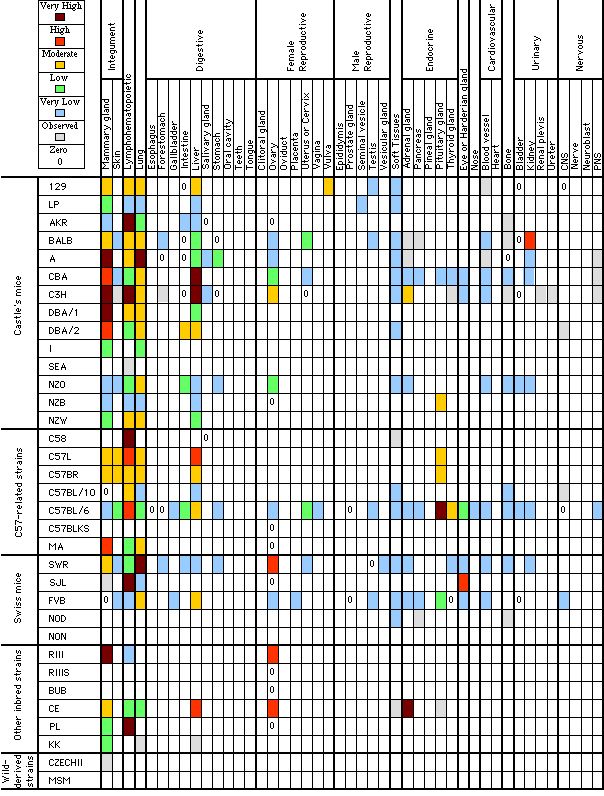 Very High
High
Moderate
Low
Very Low
Observed
Zero
0
Integument
Digestive
Female Reproductive
Male Reproductive
Endocrine
Cardiovascular
Urinary
Nervous
Mammary gland
Skin
Lymphohematopoietic
Lung
Esophagus
Forestomach
Gallbladder
Intestine
Liver
Salivary gland
Stomach
Oral cavity
Teeth
Tongue
Clittoral gland
Ovary
Oviduct
Placenta
Uterus or Cervix
Vagina
Vulva
Epididymis
Prostate gland
Seminal vesicle
Testis
Vesicular gland
Soft Tissues
Adrenal gland
Pancreas
Pineal gland
Pituitary gland
Thyroid gland
Eye or Harderian gland
Nose
Blood vessel
Heart
Bone
Bladder
Kidney
Renal plevis
Ureter
CNS
Nerve
Neuroblast
PNS
Castle's mice
129 0 0 0
LP
AKR 0 0
BALB 0 0 0
A 0 0 0
CBA
C3H 0 0 0 0
DBA/1
DBA/2
I
SEA
NZO
NZB 0
NZW
C57-related strains
C58 0
C57L
C57BR
C57BL/10 0
C57BL/6 0 0 0 0
C57BLKS 0
MA 0
Swiss mice
SWR 0
SJL 0
FVB 0 0 0 0
NOD
NON
Other inbred strains
RIII
RIIIS 0
BUB 0
CE
PL 0
KK
Wild-derived strains
CZECHII
MSM